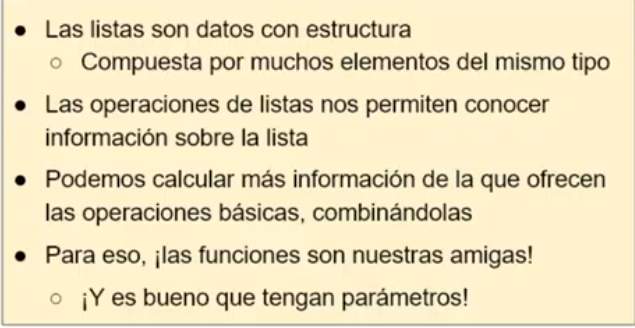 ● Las listas son datos con estructura
○ Compuesta por muchos elementos del mismo tipo
● Las operaciones de listas nos permiten conocer
información sobre la lista
● Podemos calcular más información de la que ofrecen
las operaciones básicas, combinándolas
● Para eso, ¡las funciones son nuestras amigas!
○ ¡Y es bueno que tengan parámetros!